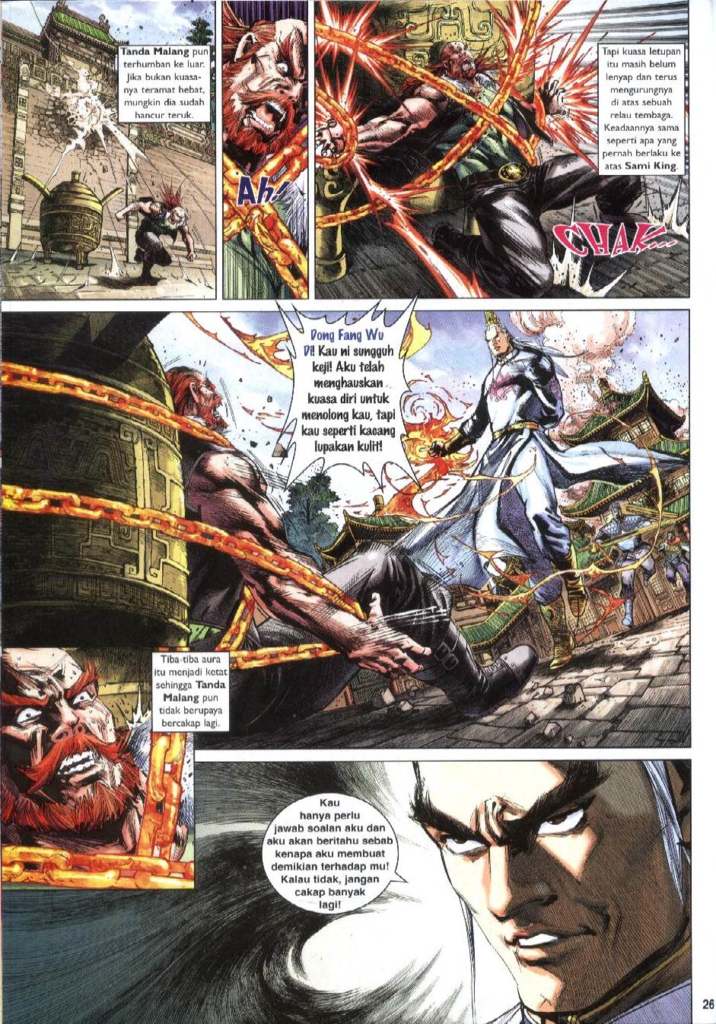 Tanda Malang pun
terhumban ke luar.
Jika bukan kuasa-
nya teramat hebat,
mungkin dia sudah
hancur teruk.
Ah!
Tapi kuasa letupan
itu masih belum
lenyap dan terus
mengurungnya
di atas sebuah
relau tembaga.
Keadaannya sama
seperti apa yang
pernah berlaku ke
atas Sami King.
CHAK...
Dong Fang Wu
Di! Kau ni sungguh
keji! Aku telah
menghauskan
kuasa diri untuk
menolong kau, tapi
kau seperti kacang
lupakan kulit!
Tiba-tiba aura
itu menjadi ketat
sehingga Tanda
Malang pun
tidak berupaya
bercakap lagi.
Kau
hanya perlu
jawab soalan aku dan
aku akan beritahu sebab
kenapa aku membuat
demikian terhadap mu!
Kalau tidak, jangan
cakap banyak
lagi!
26